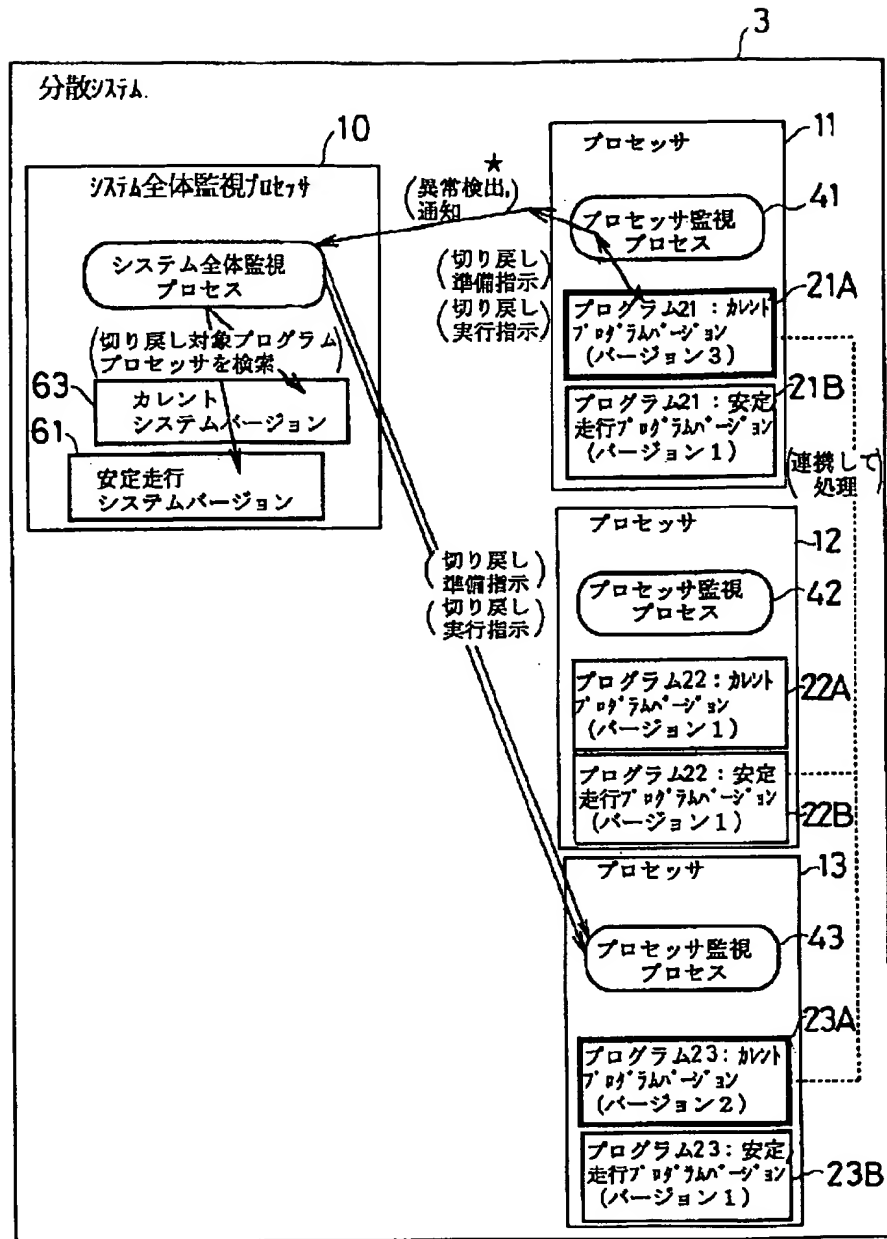 3
分散システム.
10
システム全体監視プロセッサ
システム全体監視
プロセス
(切り戻し対象プログラム
プロセッサを検索)
63
カレント
システムバージョン
61
安定走行
システムバージョン
★
(異常検出,
通知)
(切り戻し
準備指示)
(切り戻し
実行指示)
プロセッサ
11
プロセッサ監視
プロセス
41
21A
プログラム21：カレント
プログラムバージョン
(バージョン3)
21B
プログラム21：安定
走行プログラムバージョン
(バージョン1)
(連携して
処理)
プロセッサ
12
プロセッサ監視
プロセス
42
(切り戻し
準備指示)
(切り戻し
実行指示)
プログラム22：カレント
プログラムバージョン
(バージョン1)
22A
プログラム22：安定
走行プログラムバージョン
(バージョン1)
22B
プロセッサ
13
プロセッサ監視
プロセス
43
23A
プログラム23：カレント
プログラムバージョン
(バージョン2)
プログラム23：安定
走行プログラムバージョン
(バージョン1)
23B